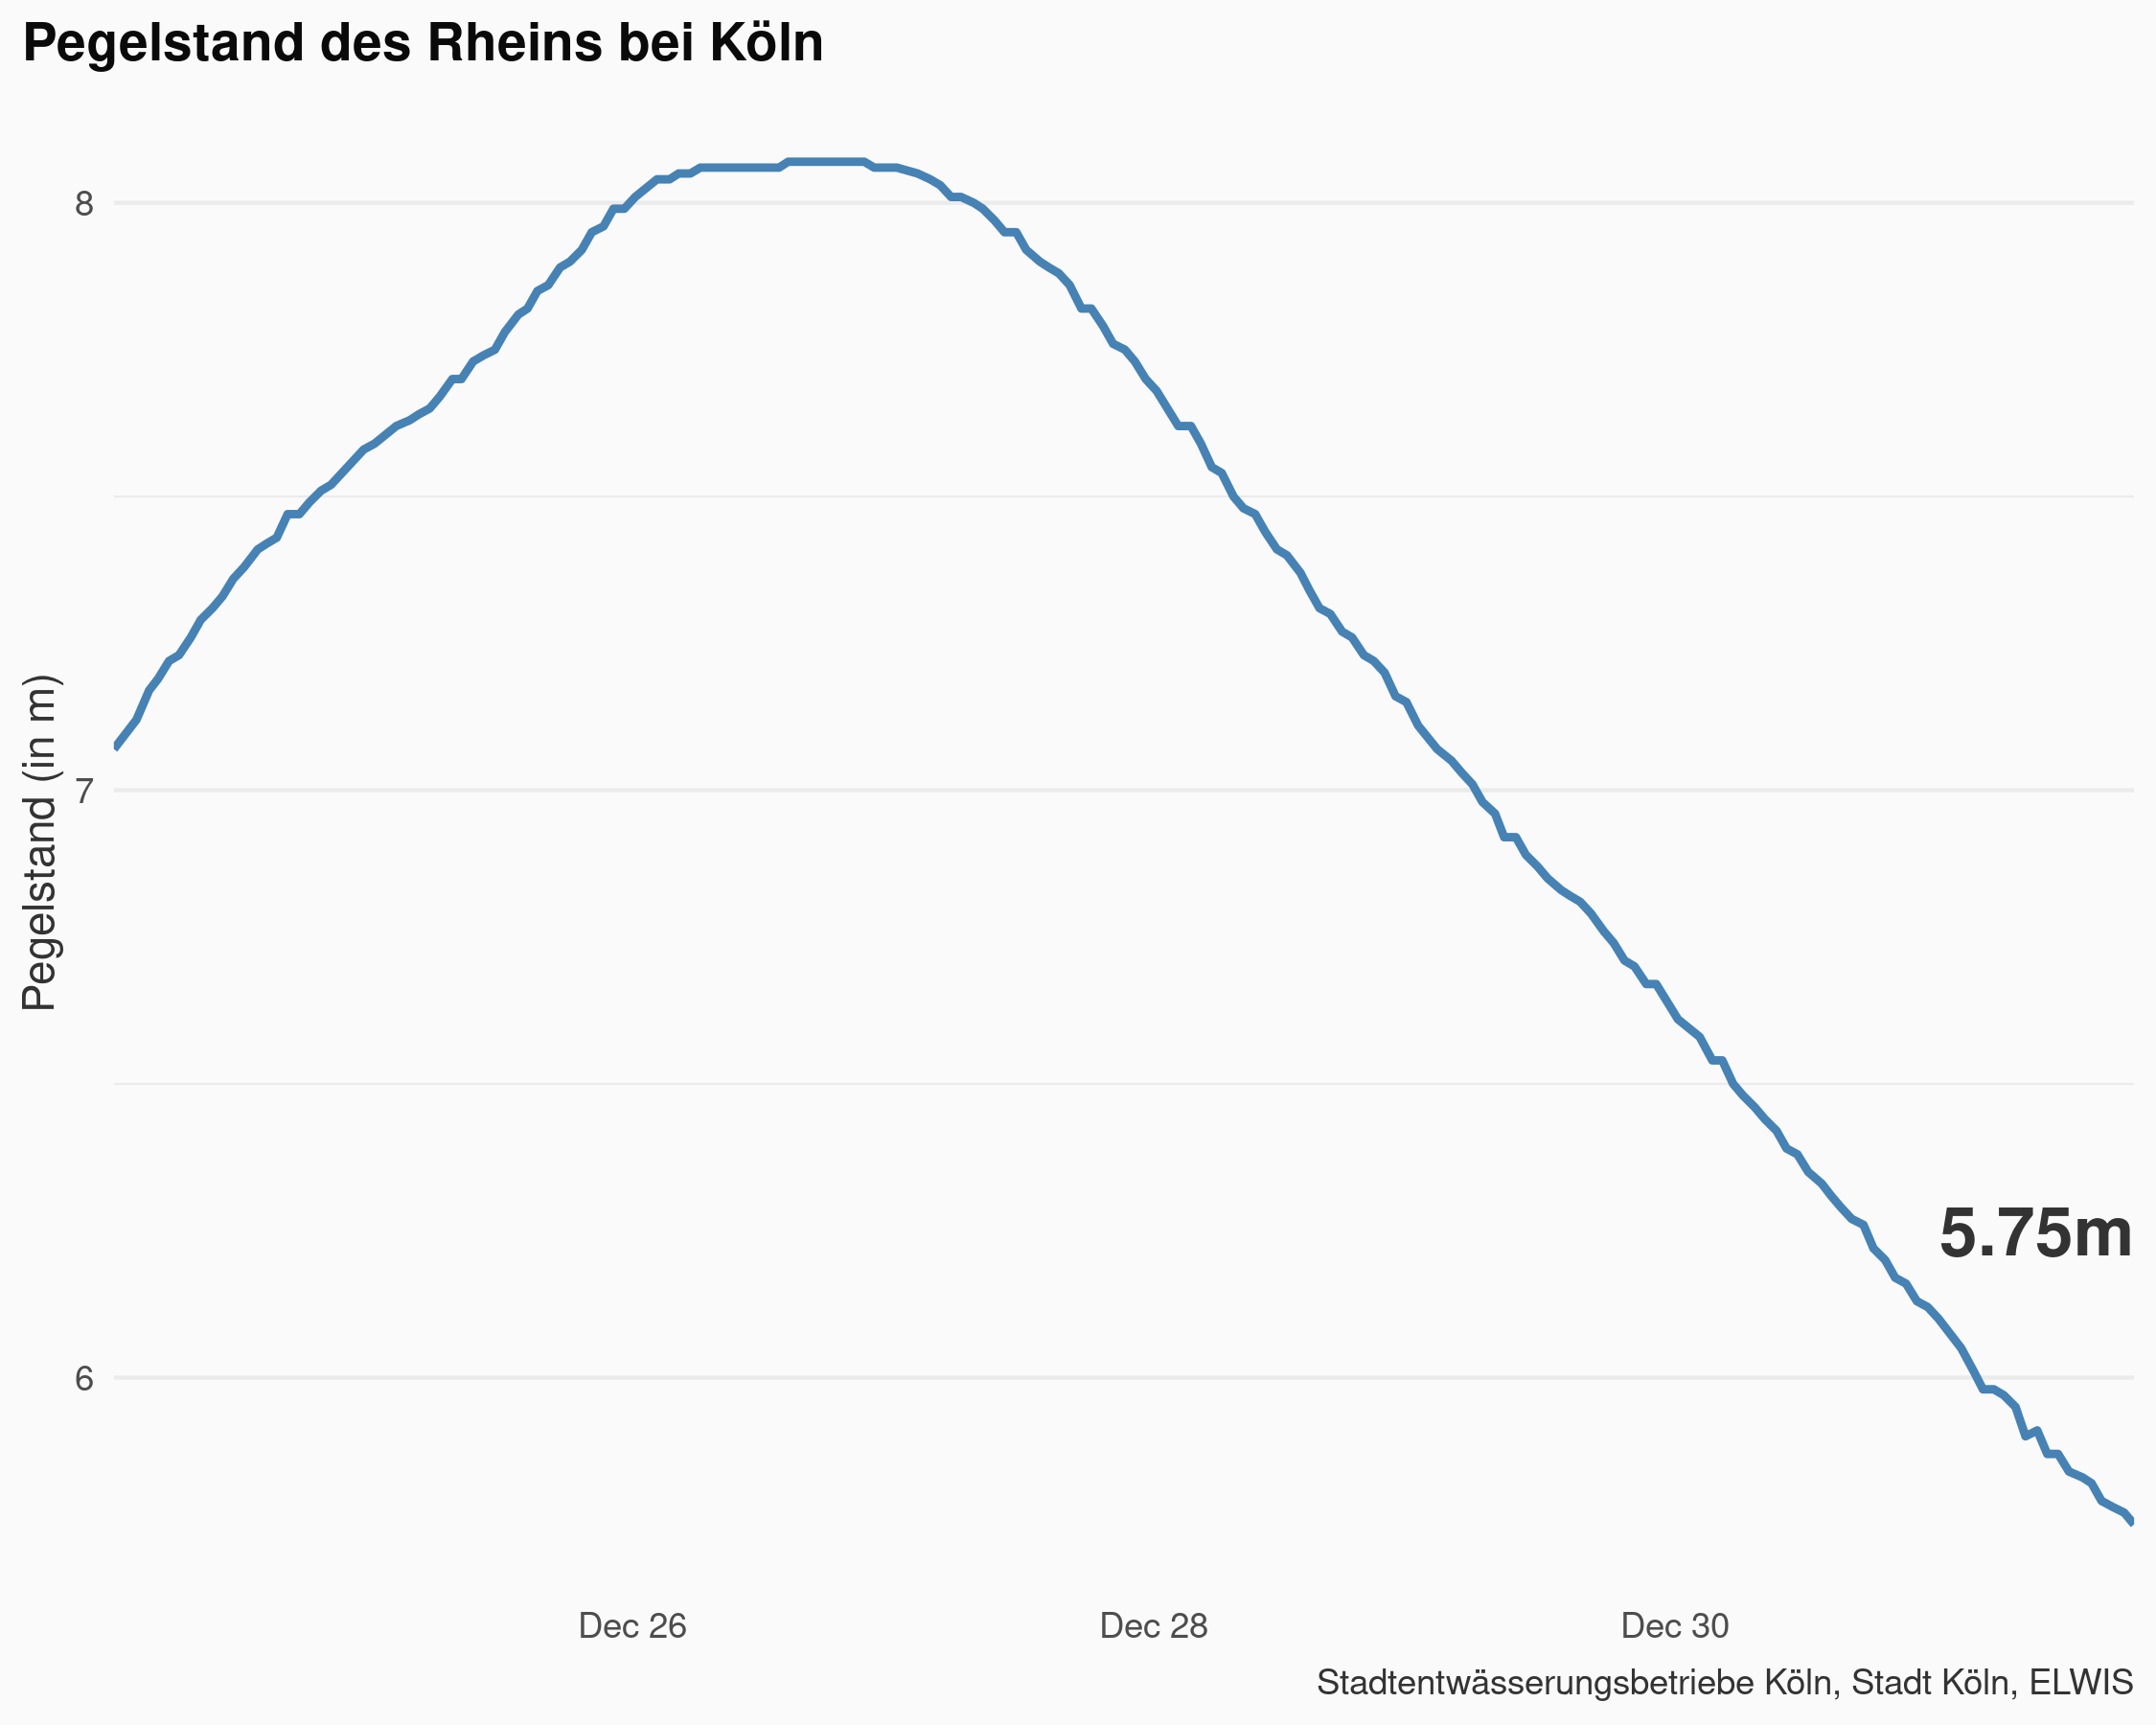 Pegelstand des Rheins bei Köln
8
7
6
Pegelstand (in m)
5.75m
Dec 26
Dec 28
Dec 30
Stadtentwässerungsbetriebe Köln, Stadt Köln, ELWIS